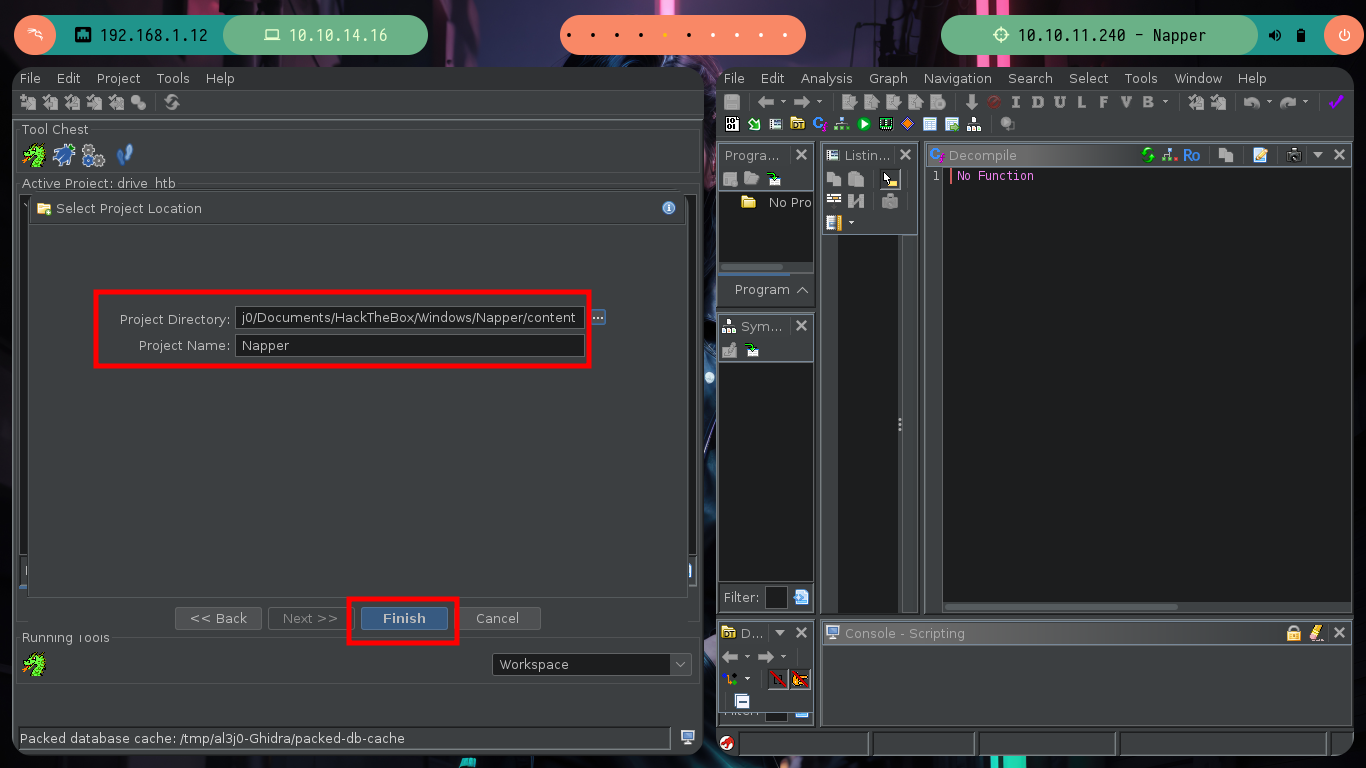 192.168.1.12
10.10.14.16
10.10.11.240 - Napper
File Edit Project Tools Help
Tool Chest
Active Project: drive_htb
Select Project Location
Project Directory: j0/Documents/HackTheBox/Windows/Napper/content
...
Project Name: Napper
<< Back Next >> Finish Cancel
Running Tools
Workspace
Packed database cache: /tmp/al3j0-Ghidra/packed-db-cache
File Edit Analysis Graph Navigation Search Select Tools Window Help
I D U L F V B
Progra...
No Pro
Program
Listin...
Decompile
Ro
1 No Function
Sym...
Filter:
D...
Filter:
Console - Scripting